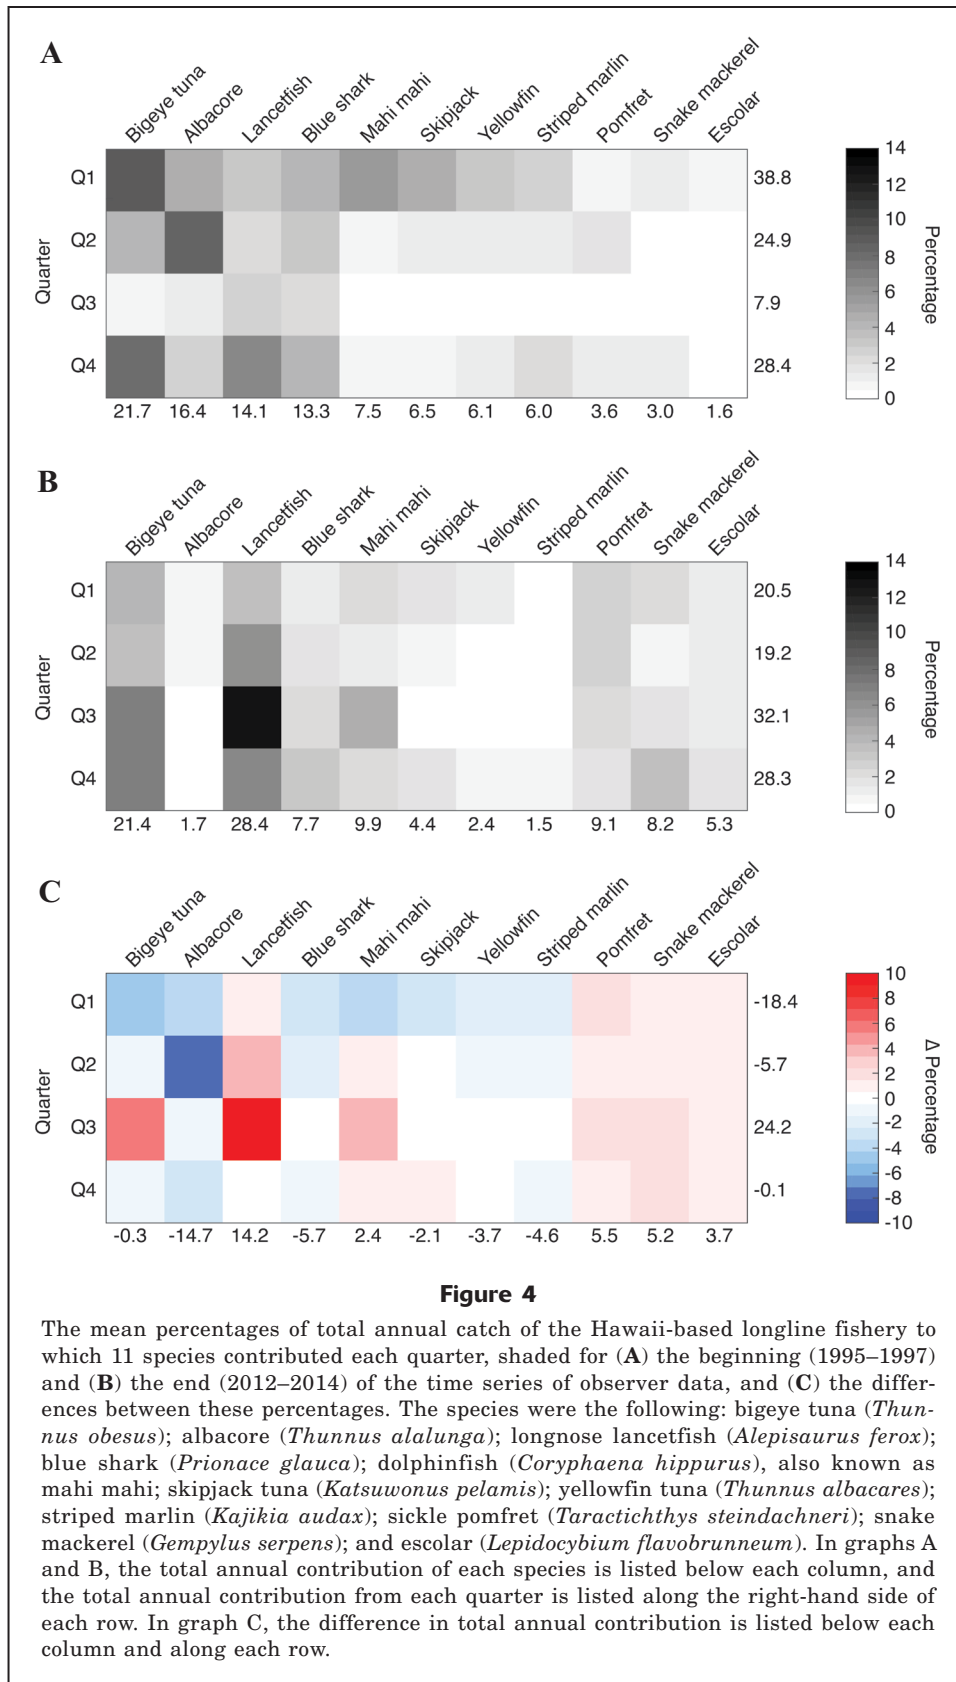 A
Bigeye tuna Albacore Lancetfish Blue shark Mahi mahi Skipjack Yellowfin Striped marlin Pomfret Snake mackerel Escolar
Quarter
Q1 38.8
Q2 24.9
Q3 7.9
Q4 28.4
21.7 16.4 14.1 13.3 7.5 6.5 6.1 6.0 3.6 3.0 1.6
14
12
10
8
6
4
2
0
Percentage
B
Bigeye tuna Albacore Lancetfish Blue shark Mahi mahi Skipjack Yellowfin Striped marlin Pomfret Snake mackerel Escolar
Quarter
Q1 20.5
Q2 19.2
Q3 32.1
Q4 28.3
21.4 1.7 28.4 7.7 9.9 4.4 2.4 1.5 9.1 8.2 5.3
14
12
10
8
6
4
2
0
Percentage
C
Bigeye tuna Albacore Lancetfish Blue shark Mahi mahi Skipjack Yellowfin Striped marlin Pomfret Snake mackerel Escolar
Quarter
Q1 -18.4
Q2 -5.7
Q3 24.2
Q4 -0.1
-0.3 -14.7 14.2 -5.7 2.4 -2.1 -3.7 -4.6 5.5 5.2 3.7
10
8
6
4
2
0
-2
-4
-6
-8
-10
Δ Percentage
Figure 4
The mean percentages of total annual catch of the Hawaii-based longline fishery to
which 11 species contributed each quarter, shaded for (A) the beginning (1995–1997)
and (B) the end (2012–2014) of the time series of observer data, and (C) the differ-
ences between these percentages. The species were the following: bigeye tuna (Thun-
nus obesus); albacore (Thunnus alalunga); longnose lancetfish (Alepisaurus ferox);
blue shark (Prionace glauca); dolphinfish (Coryphaena hippurus), also known as
mahi mahi; skipjack tuna (Katsuwonus pelamis); yellowfin tuna (Thunnus albacares);
striped marlin (Kajikia audax); sickle pomfret (Taractichthys steindachneri); snake
mackerel (Gempylus serpens); and escolar (Lepidocybium flavobrunneum). In graphs A
and B, the total annual contribution of each species is listed below each column, and
the total annual contribution from each quarter is listed along the right-hand side of
each row. In graph C, the difference in total annual contribution is listed below each
column and along each row.